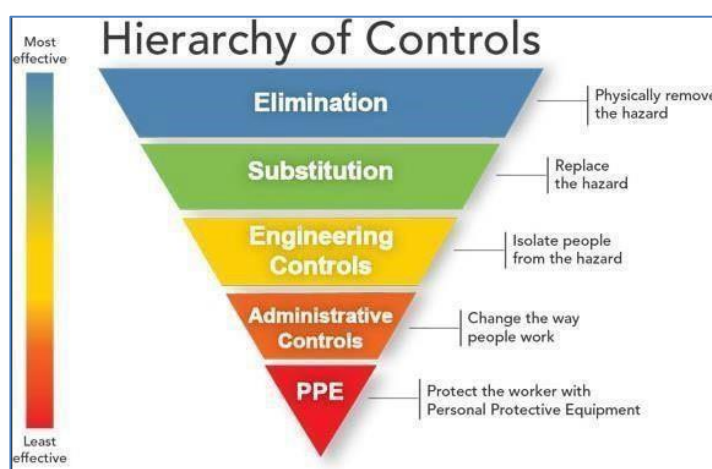 Hierarchy of Controls
Most
effective
Elimination
Physically remove
the hazard
Substitution
Replace
the hazard
Engineering
Controls
Isolate people
from the hazard
Administrative
Controls
Change the way
people work
PPE
Protect the worker with
Personal Protective Equipment
Least
effective